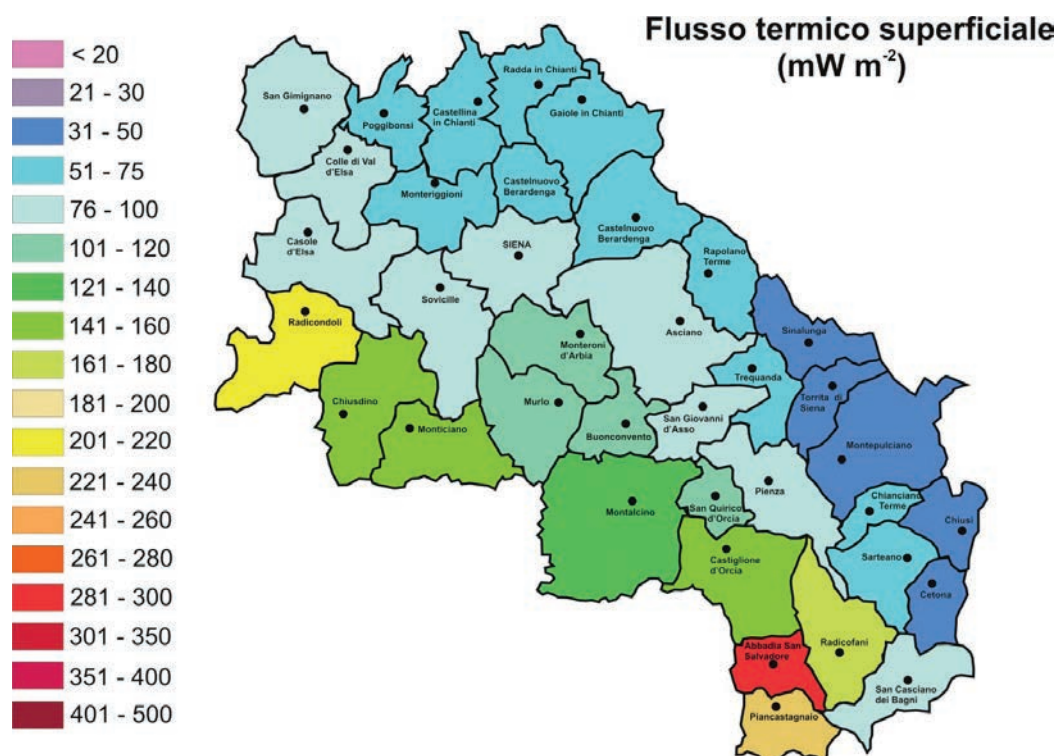 Flusso termico superficiale
(mW m-2)
< 20
21 - 30
31 - 50
51 - 75
76 - 100
101 - 120
121 - 140
141 - 160
161 - 180
181 - 200
201 - 220
221 - 240
241 - 260
261 - 280
281 - 300
301 - 350
351 - 400
401 - 500
San Gimignano
Poggibonsi
Castellina
in Chianti
Radda in Chianti
Gaiole in Chianti
Colle di Val
d'Elsa
Monteriggioni
Castelnuovo
Berardenga
Castelnuovo
Berardenga
Casole
d'Elsa
SIENA
Rapolano
Terme
Sovicille
Radicondoli
Asciano
Sinalunga
Monteroni
d'Arbia
Trequanda
Torrita di
Siena
Chiusdino
Murlo
Monticiano
Buonconvento
San Giovanni
d'Asso
Montepulciano
Pienza
Montalcino
San Quirico
d'Orcia
Chianciano
Terme
Chiusi
Castiglione
d'Orcia
Sarteano
Cetona
Abbadia San
Salvadore
Radicofani
San Casciano
dei Bagni
Piancastagnaio